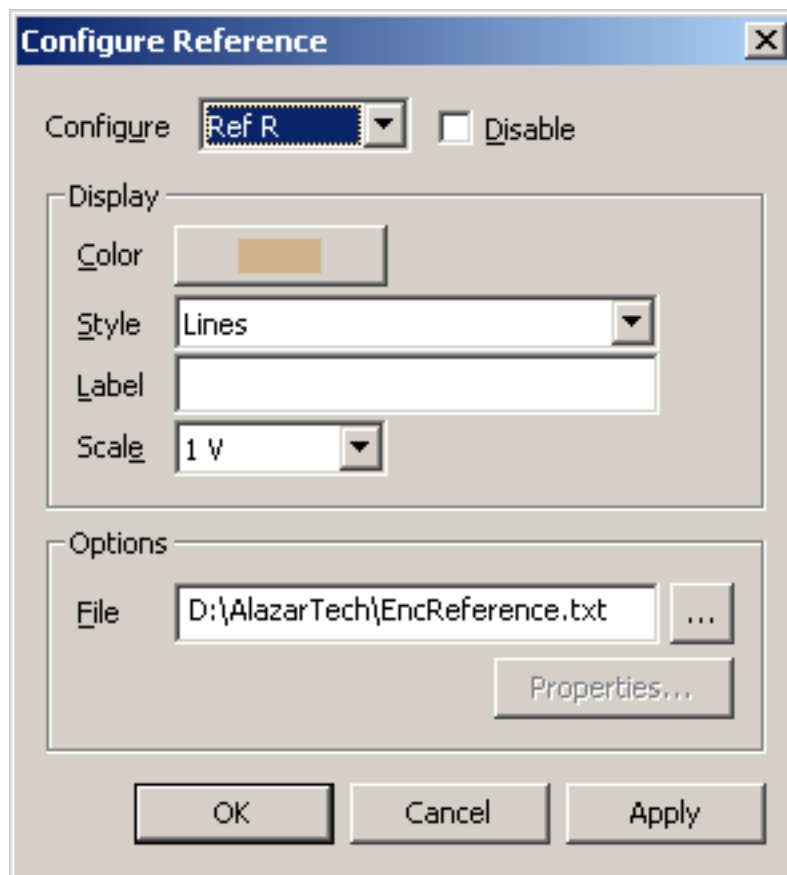 Configure Reference
Configure Ref R Disable
Display
Color
Style Lines
Label
Scale 1 V
Options
File D:\AlazarTech\EncReference.txt ...
Properties...
OK Cancel Apply